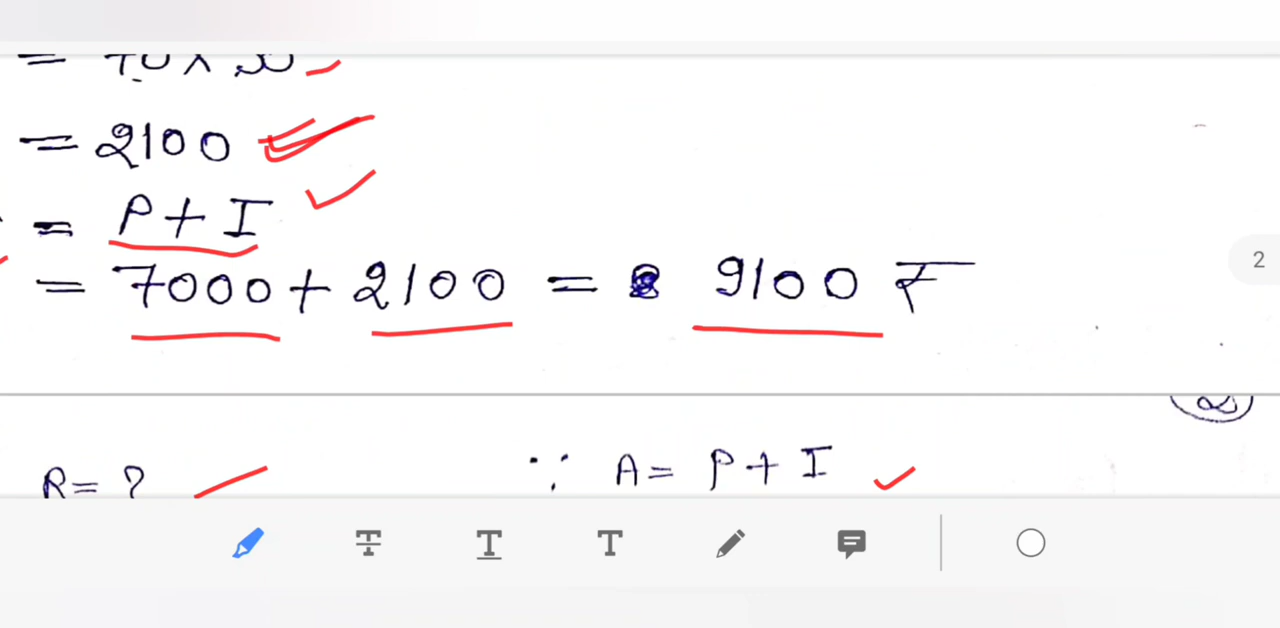 = 2100
= P + I
= 7000 + 2100 = 9100 ₹
2
R = ?
∵ A = P + I
T T T